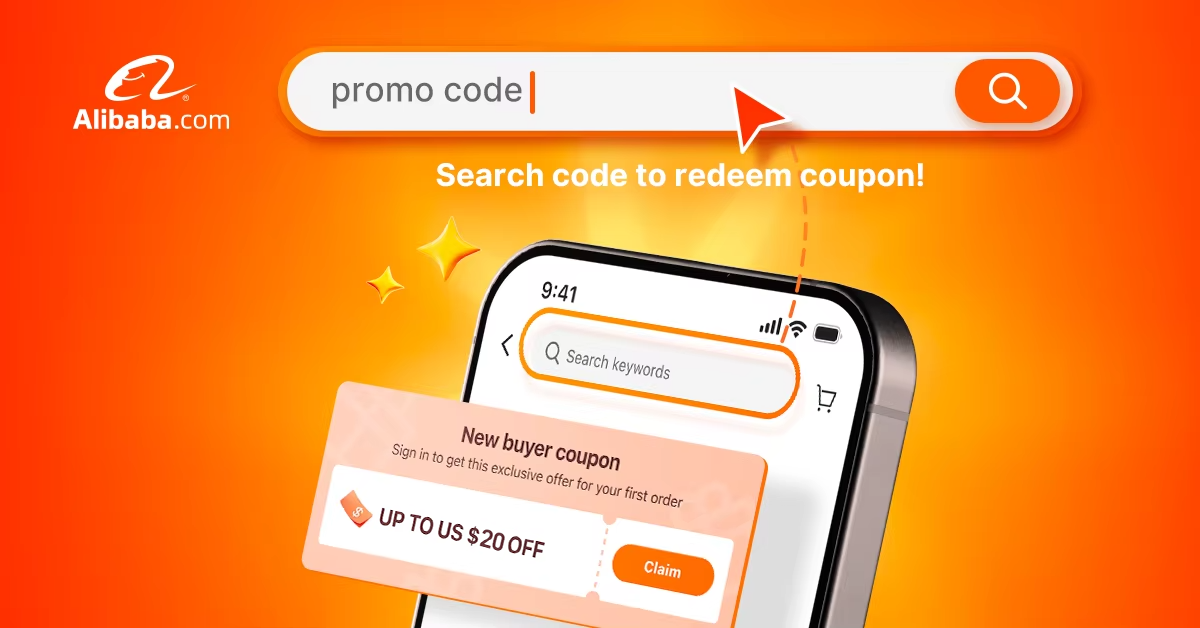 Alibaba.com
promo code
Search code to redeem coupon!
9:41
Search keywords
New buyer coupon
Sign in to get this exclusive offer for your first order
$
UP TO US $20 OFF
Claim